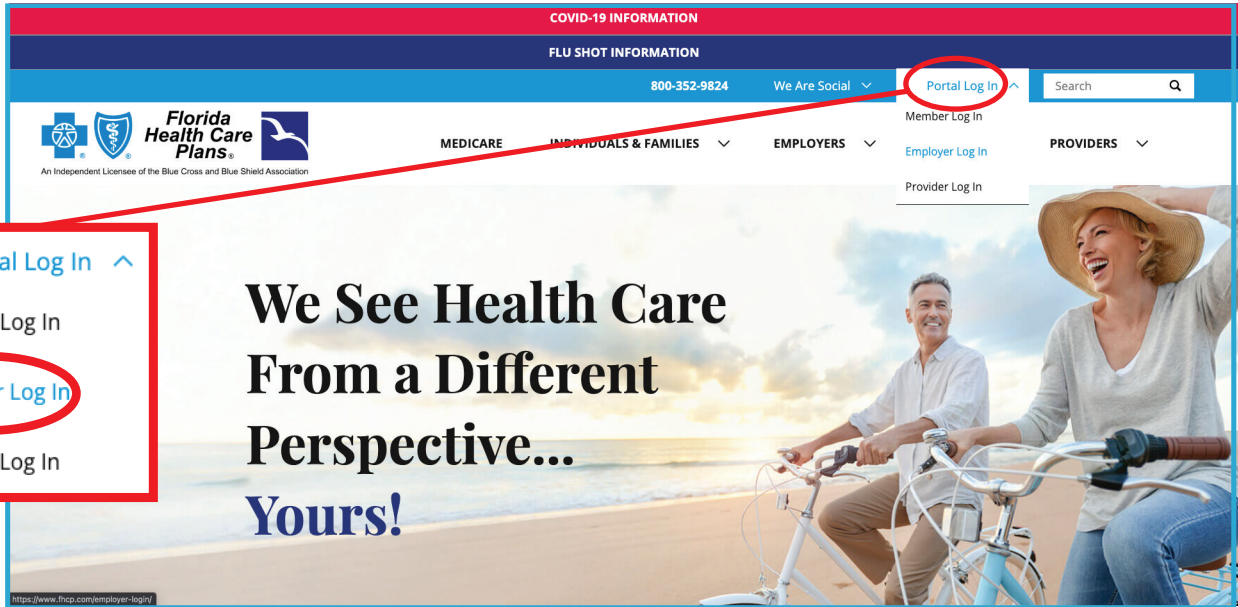 COVID-19 INFORMATION
FLU SHOT INFORMATION
800-352-9824 We Are Social Portal Log In Search
Member Log In
Employer Log In
Provider Log In
Florida
Health Care
Plans®
An Independent Licensee of the Blue Cross and Blue Shield Association
MEDICARE INDIVIDUALS & FAMILIES EMPLOYERS PROVIDERS
al Log In
Log In
r Log In
Log In
We See Health Care
From a Different
Perspective...
Yours!
https://www.fhcp.com/employer-login/